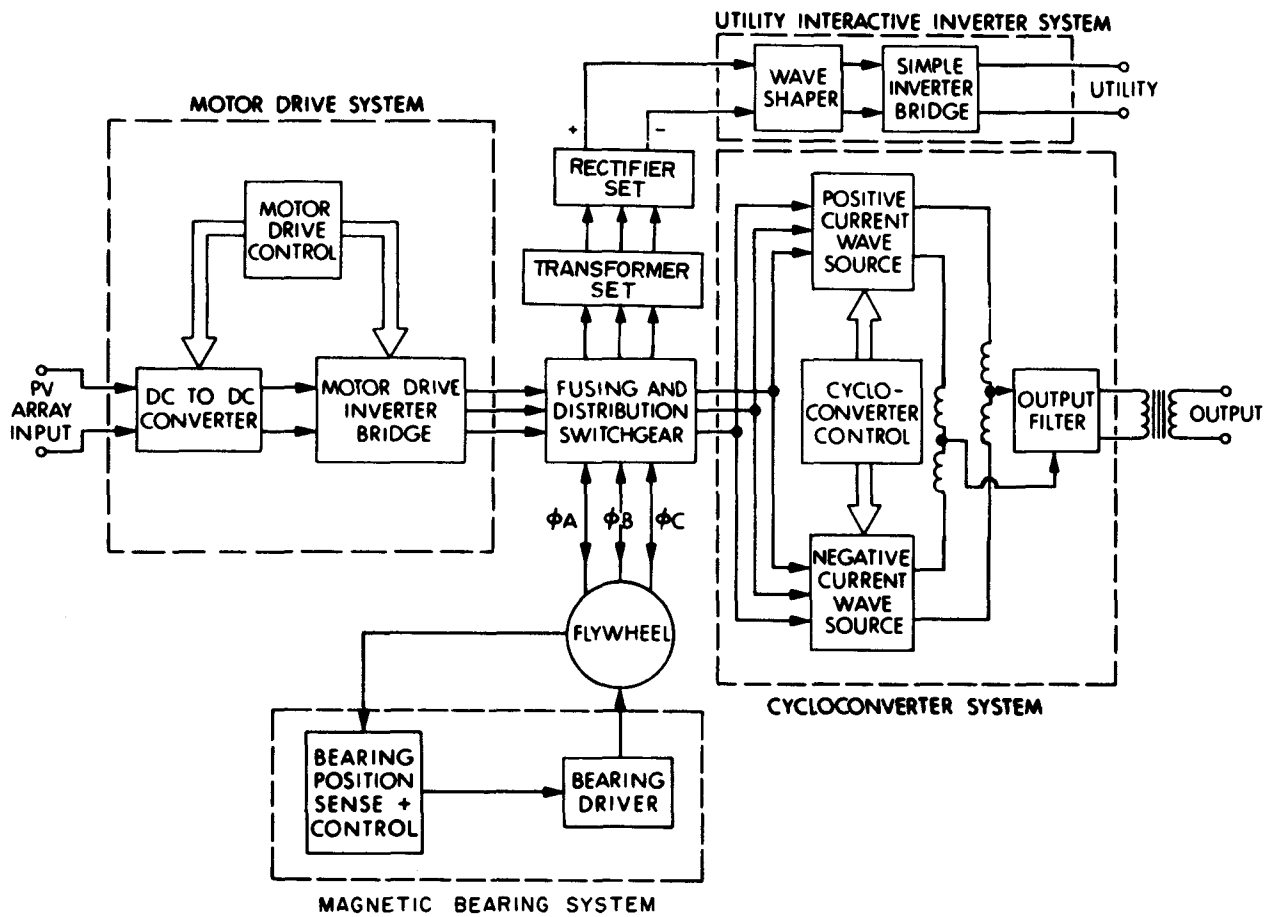 UTILITY INTERACTIVE INVERTER SYSTEM
WAVE
SHAPER
SIMPLE
INVERTER
BRIDGE
UTILITY
MOTOR DRIVE SYSTEM
MOTOR
DRIVE
CONTROL
+
-
RECTIFIER
SET
TRANSFORMER
SET
PV
ARRAY
INPUT
DC TO DC
CONVERTER
MOTOR DRIVE
INVERTER
BRIDGE
FUSING AND
DISTRIBUTION
SWITCHGEAR
POSITIVE
CURRENT
WAVE
SOURCE
CYCLO-
CONVERTER
CONTROL
OUTPUT
FILTER
OUTPUT
NEGATIVE
CURRENT
WAVE
SOURCE
CYCLOCONVERTER SYSTEM
ϕA ϕB ϕC
FLYWHEEL
BEARING
POSITION
SENSE +
CONTROL
BEARING
DRIVER
MAGNETIC BEARING SYSTEM